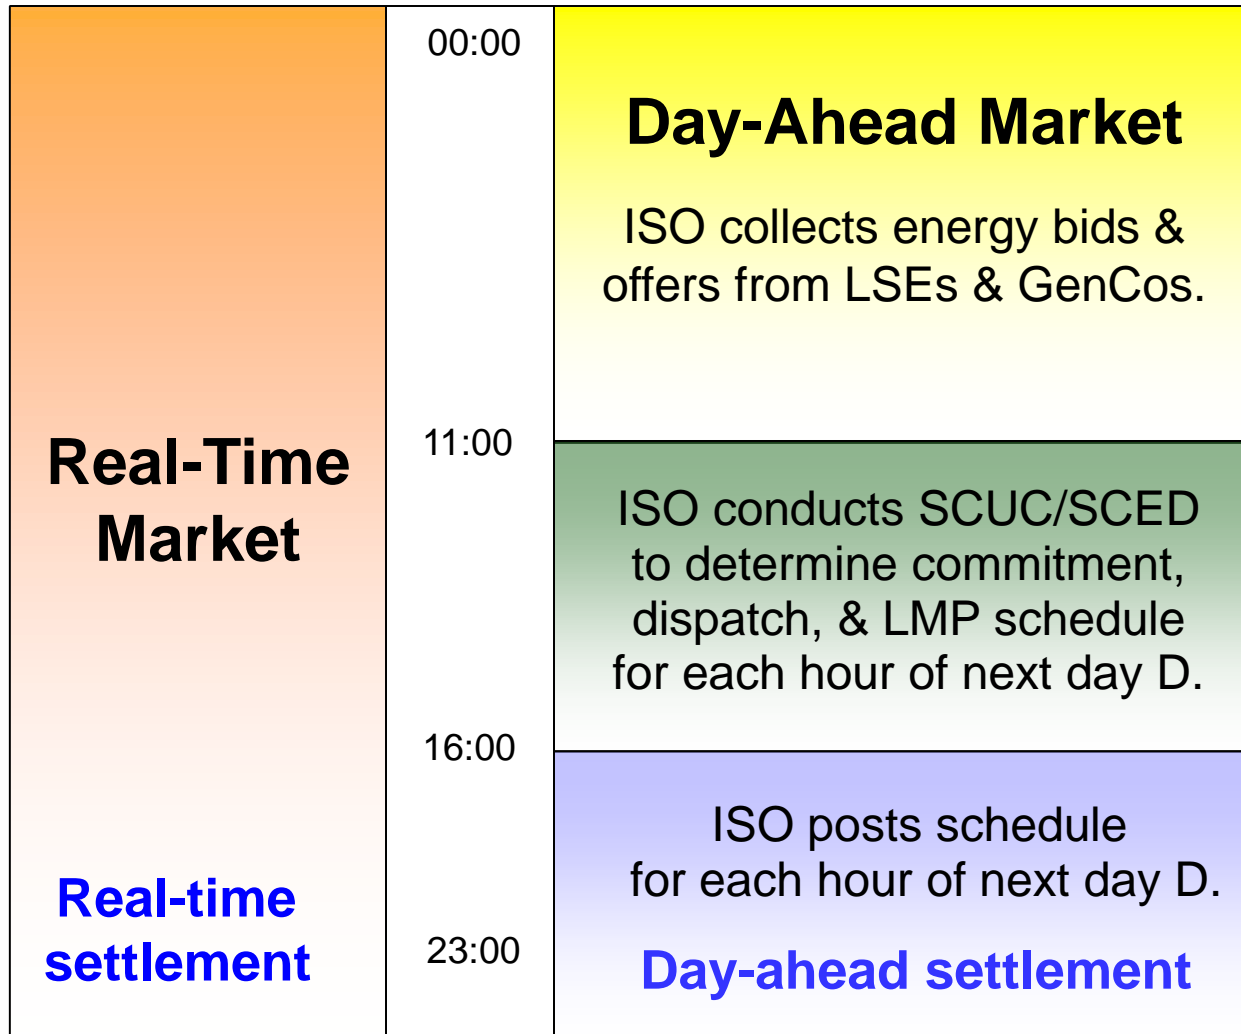 Real-Time
Market
Real-time
settlement
00:00
11:00
16:00
23:00
Day-Ahead Market
ISO collects energy bids &
offers from LSEs & GenCos.
ISO conducts SCUC/SCED
to determine commitment,
dispatch, & LMP schedule
for each hour of next day D.
ISO posts schedule
for each hour of next day D.
Day-ahead settlement